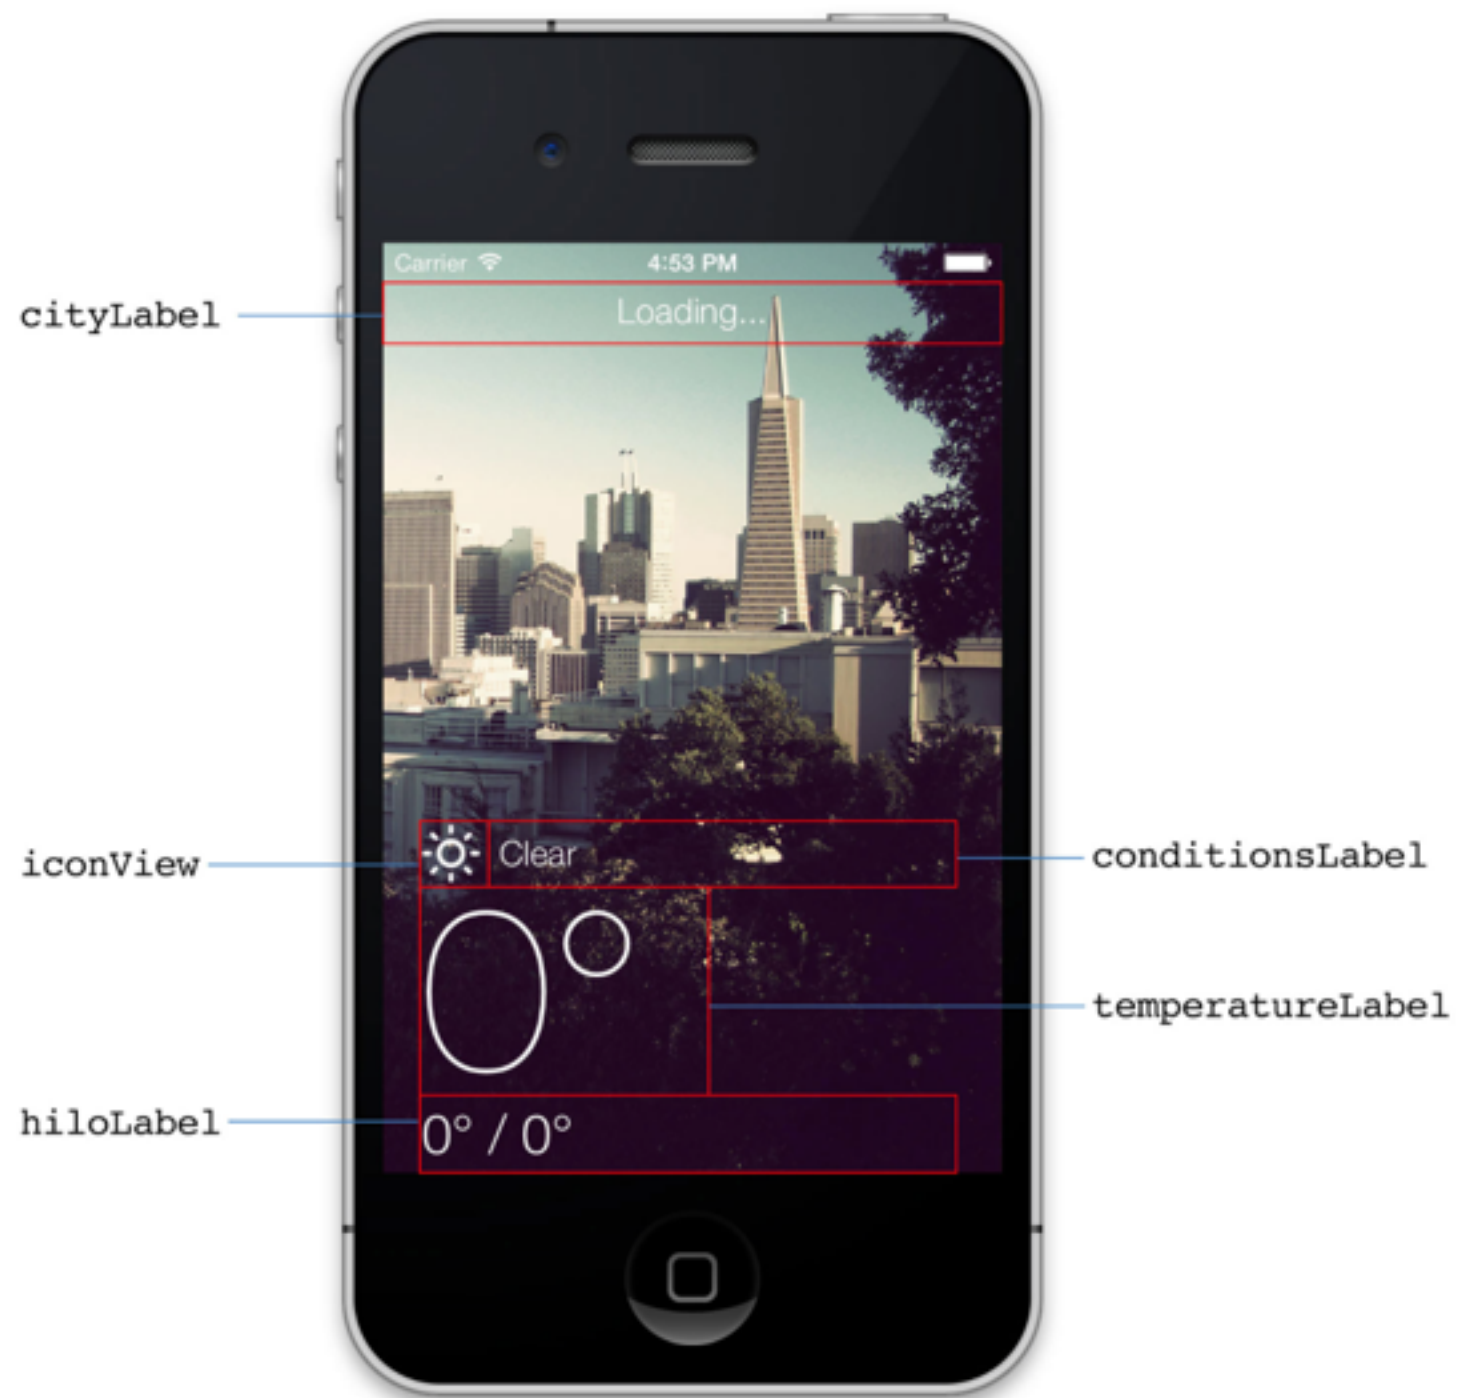 Carrier 4:53 PM
cityLabel
Loading...
iconView
Clear
conditionsLabel
0°
temperatureLabel
hiloLabel
0° / 0°